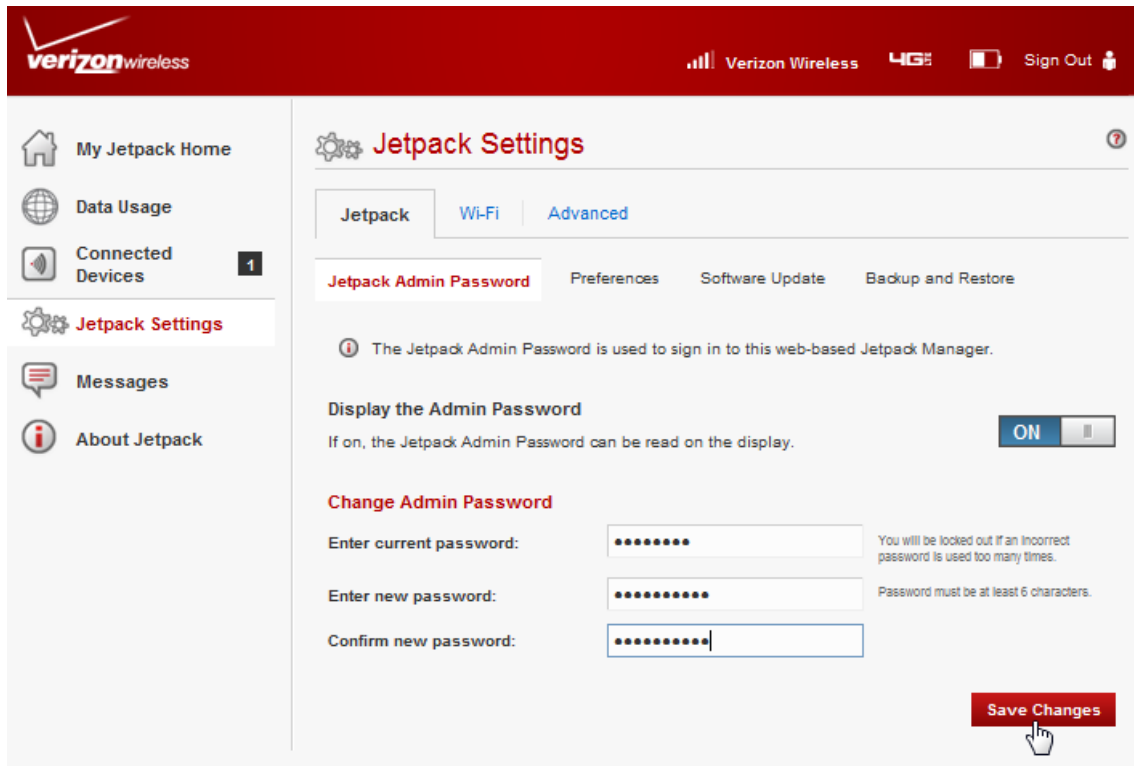 verizonwireless
Verizon Wireless 4G LTE Sign Out
My Jetpack Home
Data Usage
Connected
Devices
1
Jetpack Settings
Messages
About Jetpack
Jetpack Settings
?
Jetpack Wi-Fi Advanced
Jetpack Admin Password Preferences Software Update Backup and Restore
The Jetpack Admin Password is used to sign in to this web-based Jetpack Manager.
Display the Admin Password
If on, the Jetpack Admin Password can be read on the display.
ON
Change Admin Password
Enter current password: ••••••••
You will be locked out if an incorrect
password is used too many times.
Enter new password: ••••••••••
Password must be at least 6 characters.
Confirm new password: ••••••••••
Save Changes